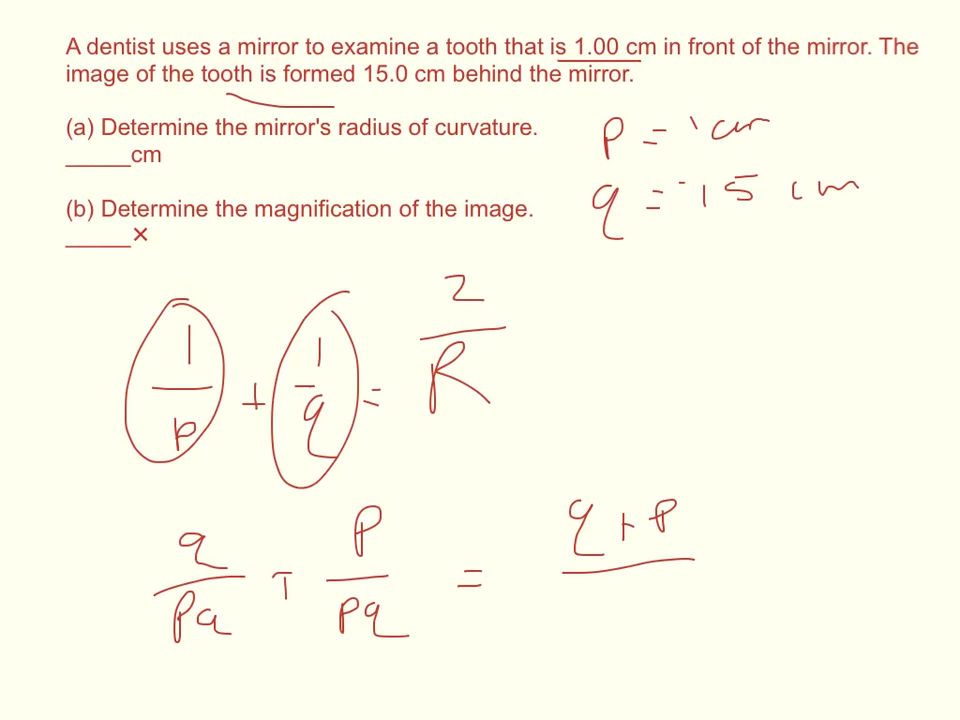 A dentist uses a mirror to examine a tooth that is 1.00 cm in front of the mirror. The
image of the tooth is formed 15.0 cm behind the mirror.
(a) Determine the mirror's radius of curvature.
_____cm
(b) Determine the magnification of the image.
_____×
p = 1 cm
q = -15 cm
1/p + 1/q = 2/R
q/pq + p/pq = q + p